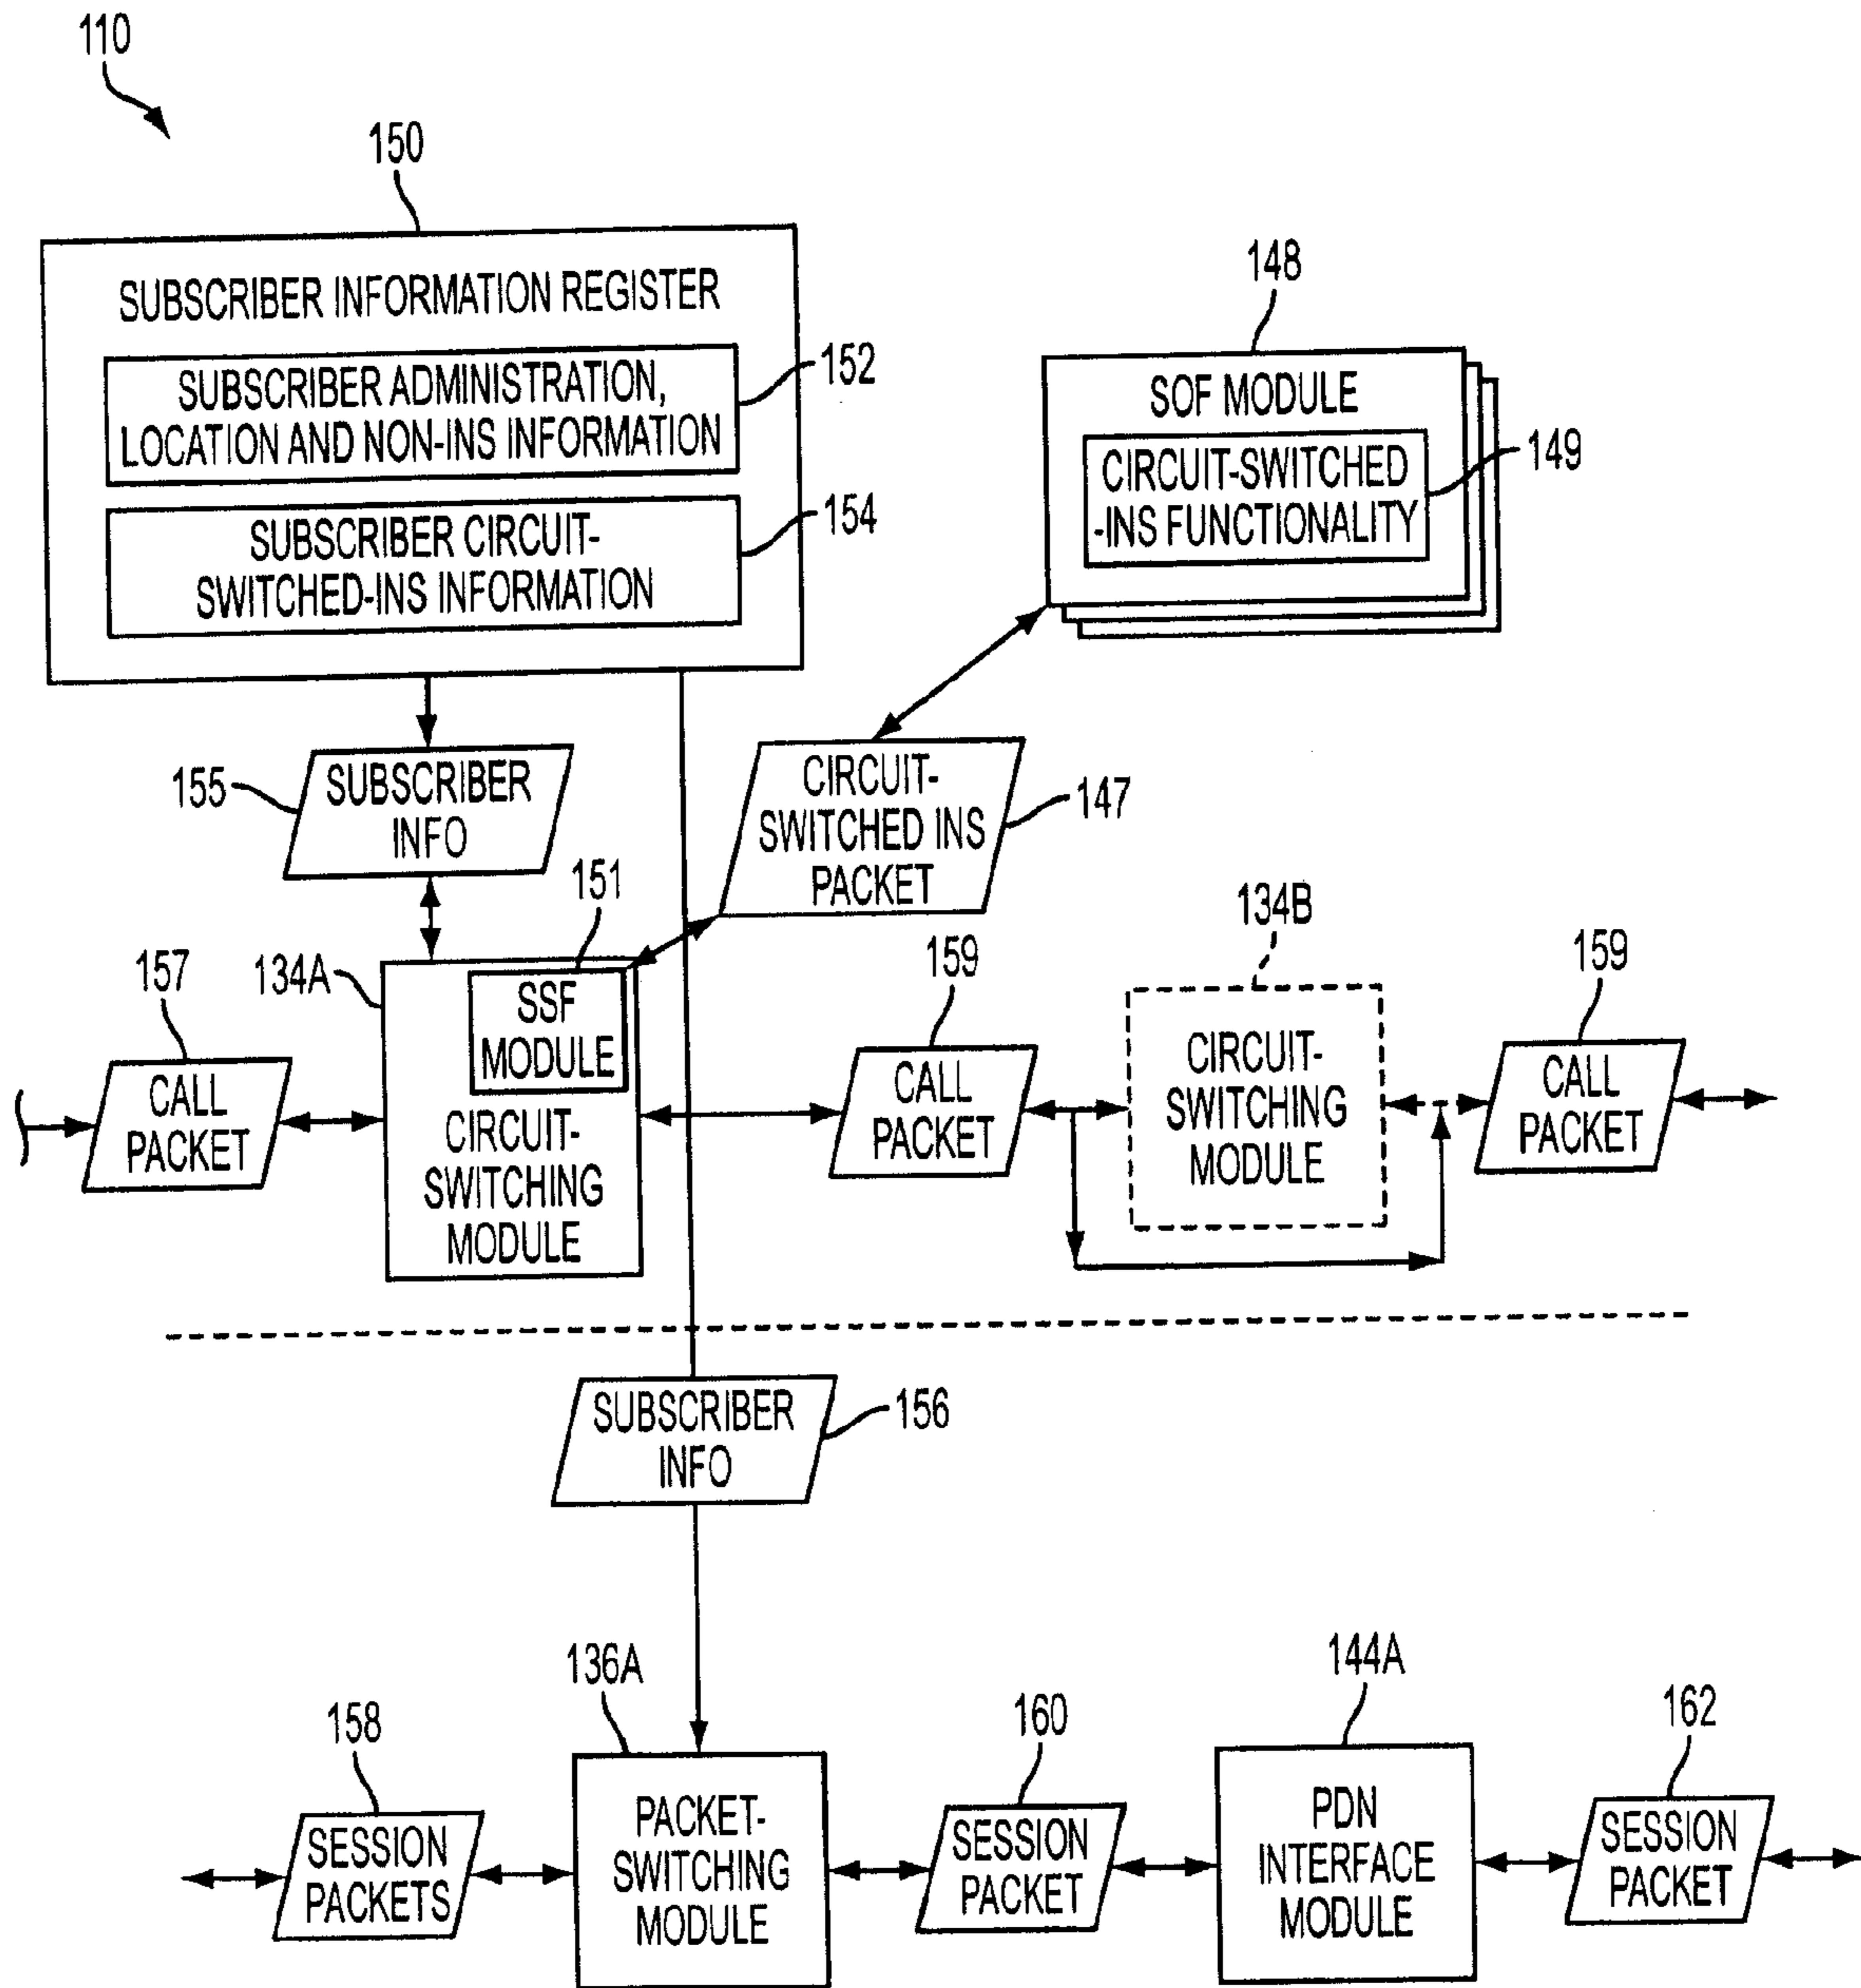 110
150
SUBSCRIBER INFORMATION REGISTER
SUBSCRIBER ADMINISTRATION,
LOCATION AND NON-INS INFORMATION
152
SUBSCRIBER CIRCUIT-
SWITCHED-INS INFORMATION
154
148
SOF MODULE
CIRCUIT-SWITCHED
-INS FUNCTIONALITY
149
155
SUBSCRIBER
INFO
CIRCUIT-
SWITCHED INS
PACKET
147
151
134A
SSF
MODULE
CIRCUIT-
SWITCHING
MODULE
157
CALL
PACKET
159
CALL
PACKET
134B
CIRCUIT-
SWITCHING
MODULE
159
CALL
PACKET
SUBSCRIBER
INFO
156
136A
144A
158
SESSION
PACKETS
PACKET-
SWITCHING
MODULE
160
SESSION
PACKET
PDN
INTERFACE
MODULE
162
SESSION
PACKET